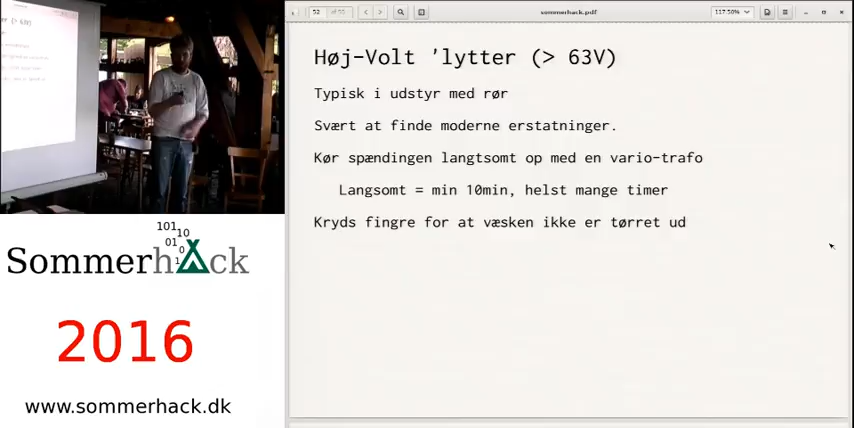 52 of 55
sommerhack.pdf
117.50%
Høj-Volt ’lytter (> 63V)
Typisk i udstyr med rør
Svært at finde moderne erstatninger.
Kør spændingen langtsomt op med en vario-trafo
Langsomt = min 10min, helst mange timer
Kryds fingre for at væsken ikke er tørret ud
101
10
01
0
1
Sommerhack
2016
www.sommerhack.dk